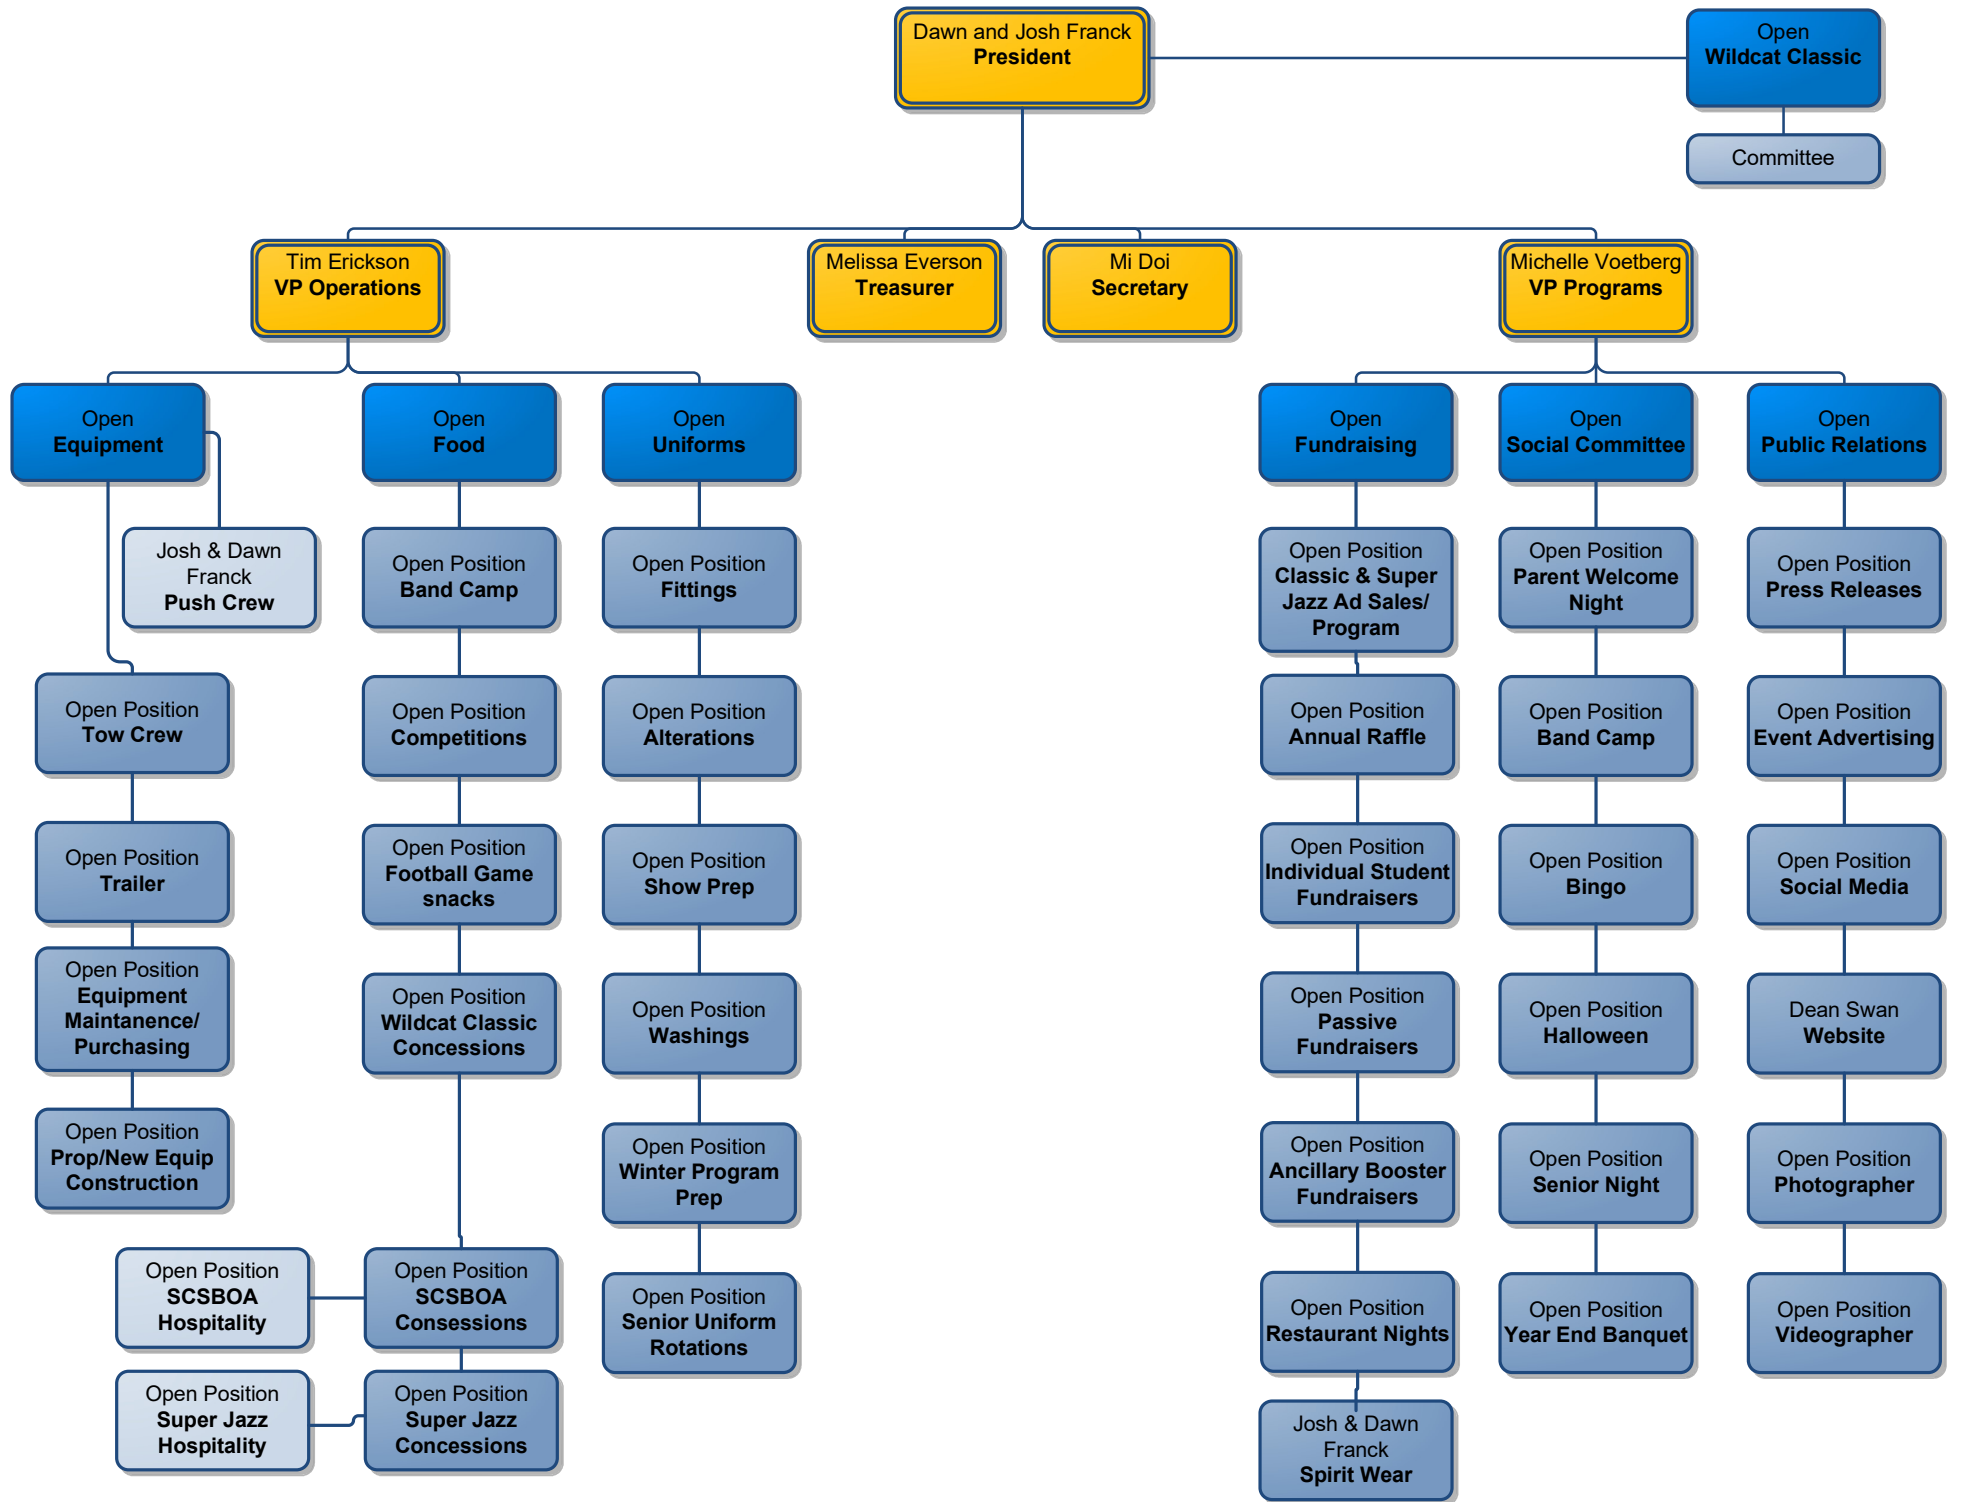 Dawn and Josh Franck
President
Open
Wildcat Classic
Committee
Tim Erickson
VP Operations
Melissa Everson
Treasurer
Mi Doi
Secretary
Michelle Voetberg
VP Programs
Open
Equipment
Open
Food
Open
Uniforms
Open
Fundraising
Open
Social Committee
Open
Public Relations
Josh & Dawn
Franck
Push Crew
Open Position
Tow Crew
Open Position
Trailer
Open Position
Equipment
Maintanence/
Purchasing
Open Position
Prop/New Equip
Construction
Open Position
Band Camp
Open Position
Competitions
Open Position
Football Game
snacks
Open Position
Wildcat Classic
Concessions
Open Position
SCSBOA
Hospitality
Open Position
SCSBOA
Consessions
Open Position
Super Jazz
Hospitality
Open Position
Super Jazz
Concessions
Open Position
Fittings
Open Position
Alterations
Open Position
Show Prep
Open Position
Washings
Open Position
Winter Program
Prep
Open Position
Senior Uniform
Rotations
Open Position
Classic & Super
Jazz Ad Sales/
Program
Open Position
Annual Raffle
Open Position
Individual Student
Fundraisers
Open Position
Passive
Fundraisers
Open Position
Ancillary Booster
Fundraisers
Open Position
Restaurant Nights
Josh & Dawn
Franck
Spirit Wear
Open Position
Parent Welcome
Night
Open Position
Band Camp
Open Position
Bingo
Open Position
Halloween
Open Position
Senior Night
Open Position
Year End Banquet
Open Position
Press Releases
Open Position
Event Advertising
Open Position
Social Media
Dean Swan
Website
Open Position
Photographer
Open Position
Videographer